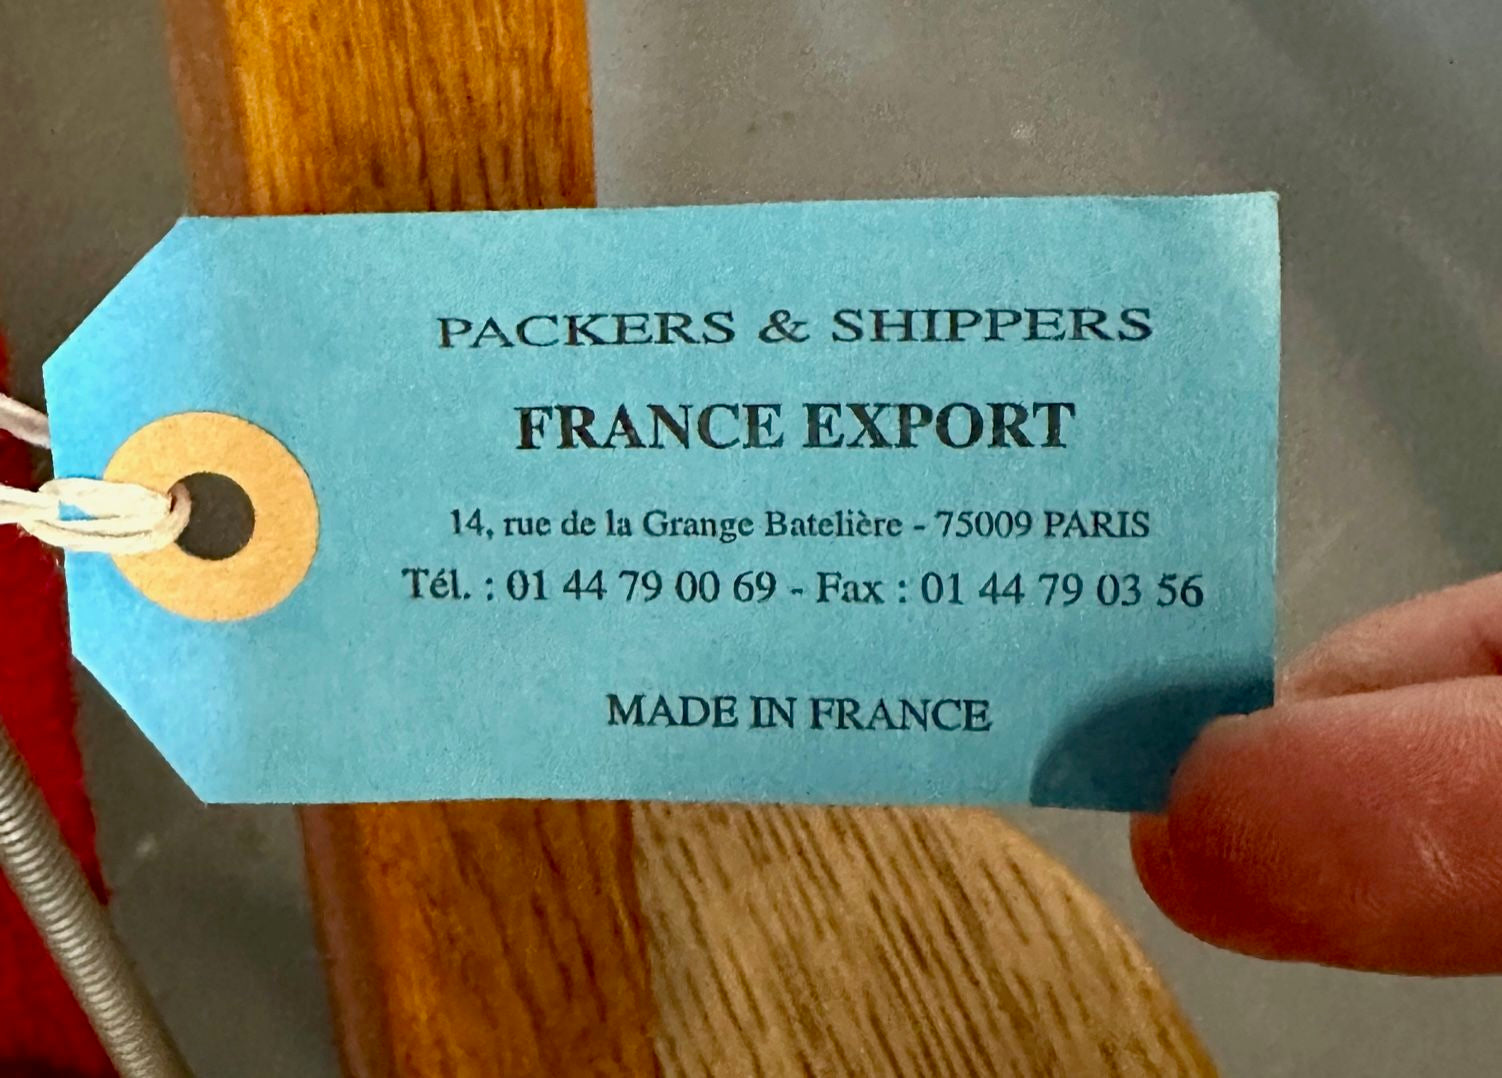 PACKERS & SHIPPERS
FRANCE EXPORT
14, rue de la Grange Batelière - 75009 PARIS
Tél. : 01 44 79 00 69 - Fax : 01 44 79 03 56
MADE IN FRANCE